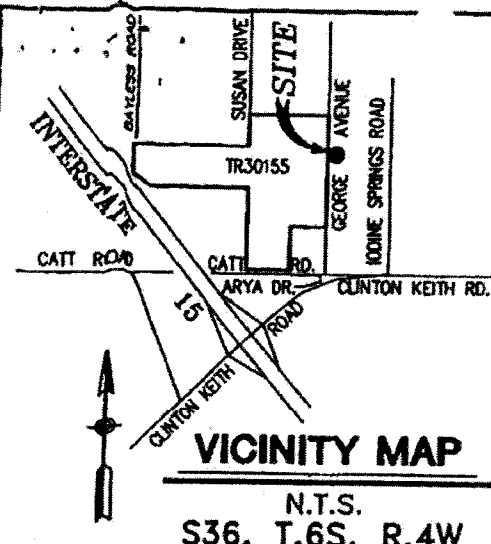 BAYLESS ROAD
SUSAN DRIVE
SITE
GEORGE AVENUE
IODINE SPRINGS ROAD
INTERSTATE
15
TR30155
CATT ROAD
CATT RD.
ARYA DR.
CLINTON KEITH RD.
CLINTON KEITH ROAD
VICINITY MAP
N.T.S.
S36, T.6S, R.4W